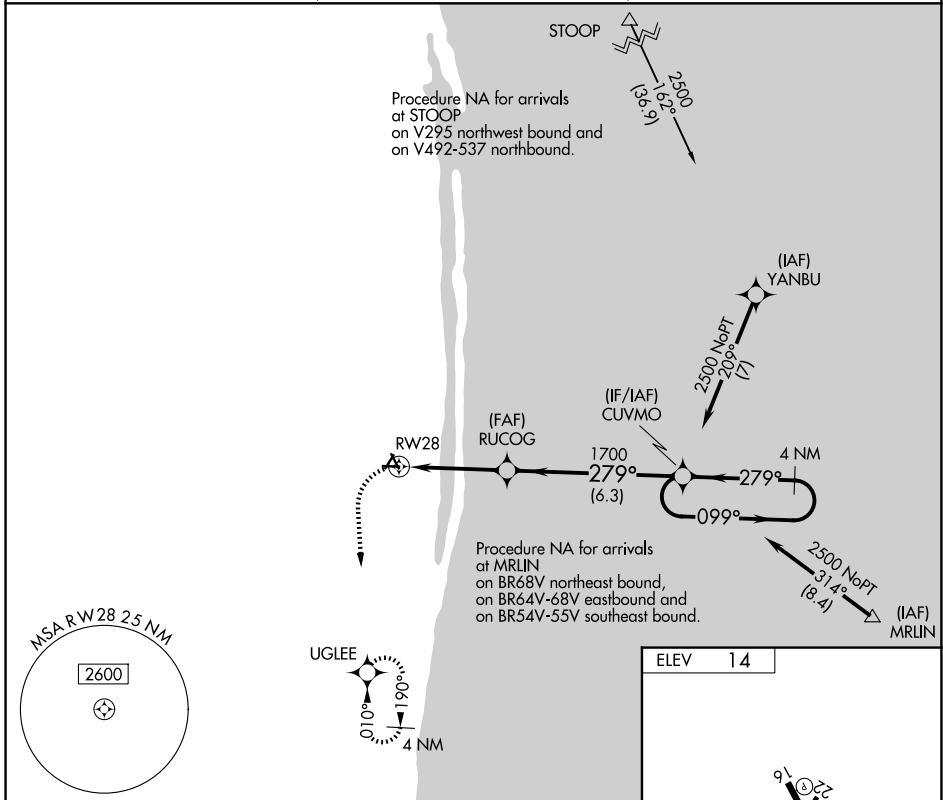 STOOP
2500
162°
(36.9)
Procedure NA for arrivals
at STOOP
on V295 northwest bound and
on V492-537 northbound.
(IAF)
YANBU
2500 NoPT
209°
(7)
(IF/IAF)
CUVMO
(FAF)
RUCOG
RW28
1700
279°
(6.3)
4 NM
279°
099°
Procedure NA for arrivals
at MRLIN
on BR68V northeast bound,
on BR64V-68V eastbound and
on BR54V-55V southeast bound.
2500 NoPT
314°
(8.4)
(IAF)
MRLIN
MSA RW28 25 NM
2600
UGLEE
010°
190°
4 NM
ELEV 14
16
22
P